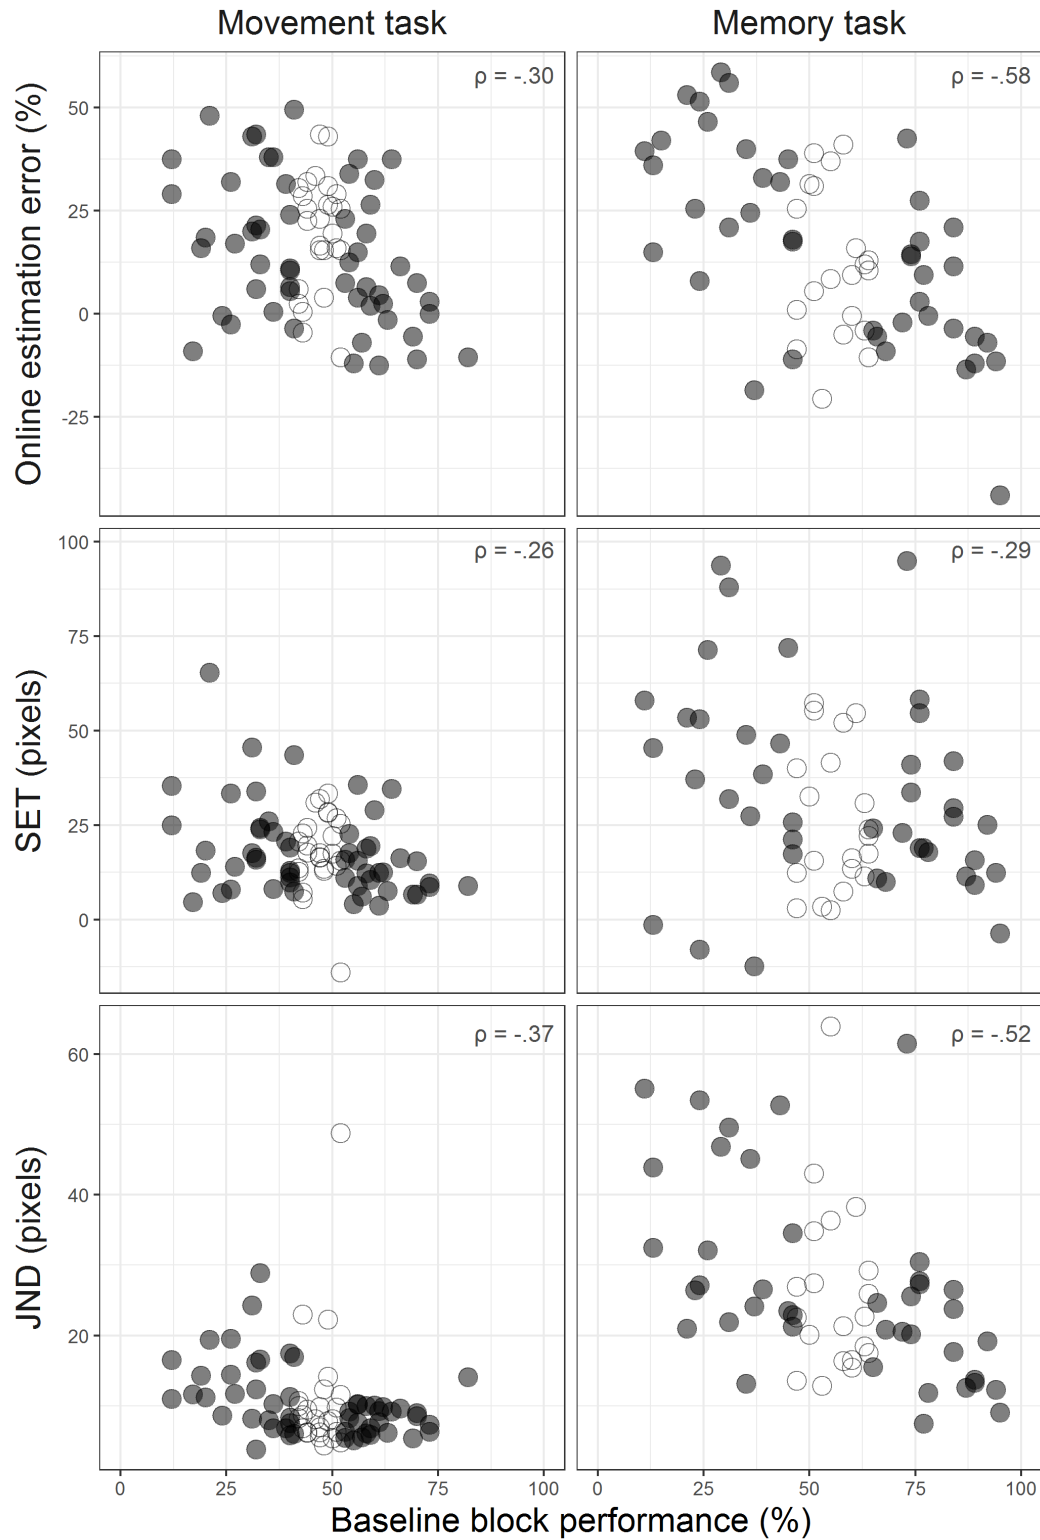 Movement task
Memory task
Online estimation error (%)
50
25
0
-25
ρ = -.30
ρ = -.58
SET (pixels)
100
75
50
25
0
ρ = -.26
ρ = -.29
JND (pixels)
60
40
20
ρ = -.37
ρ = -.52
0 25 50 75 100
0 25 50 75 100
Baseline block performance (%)